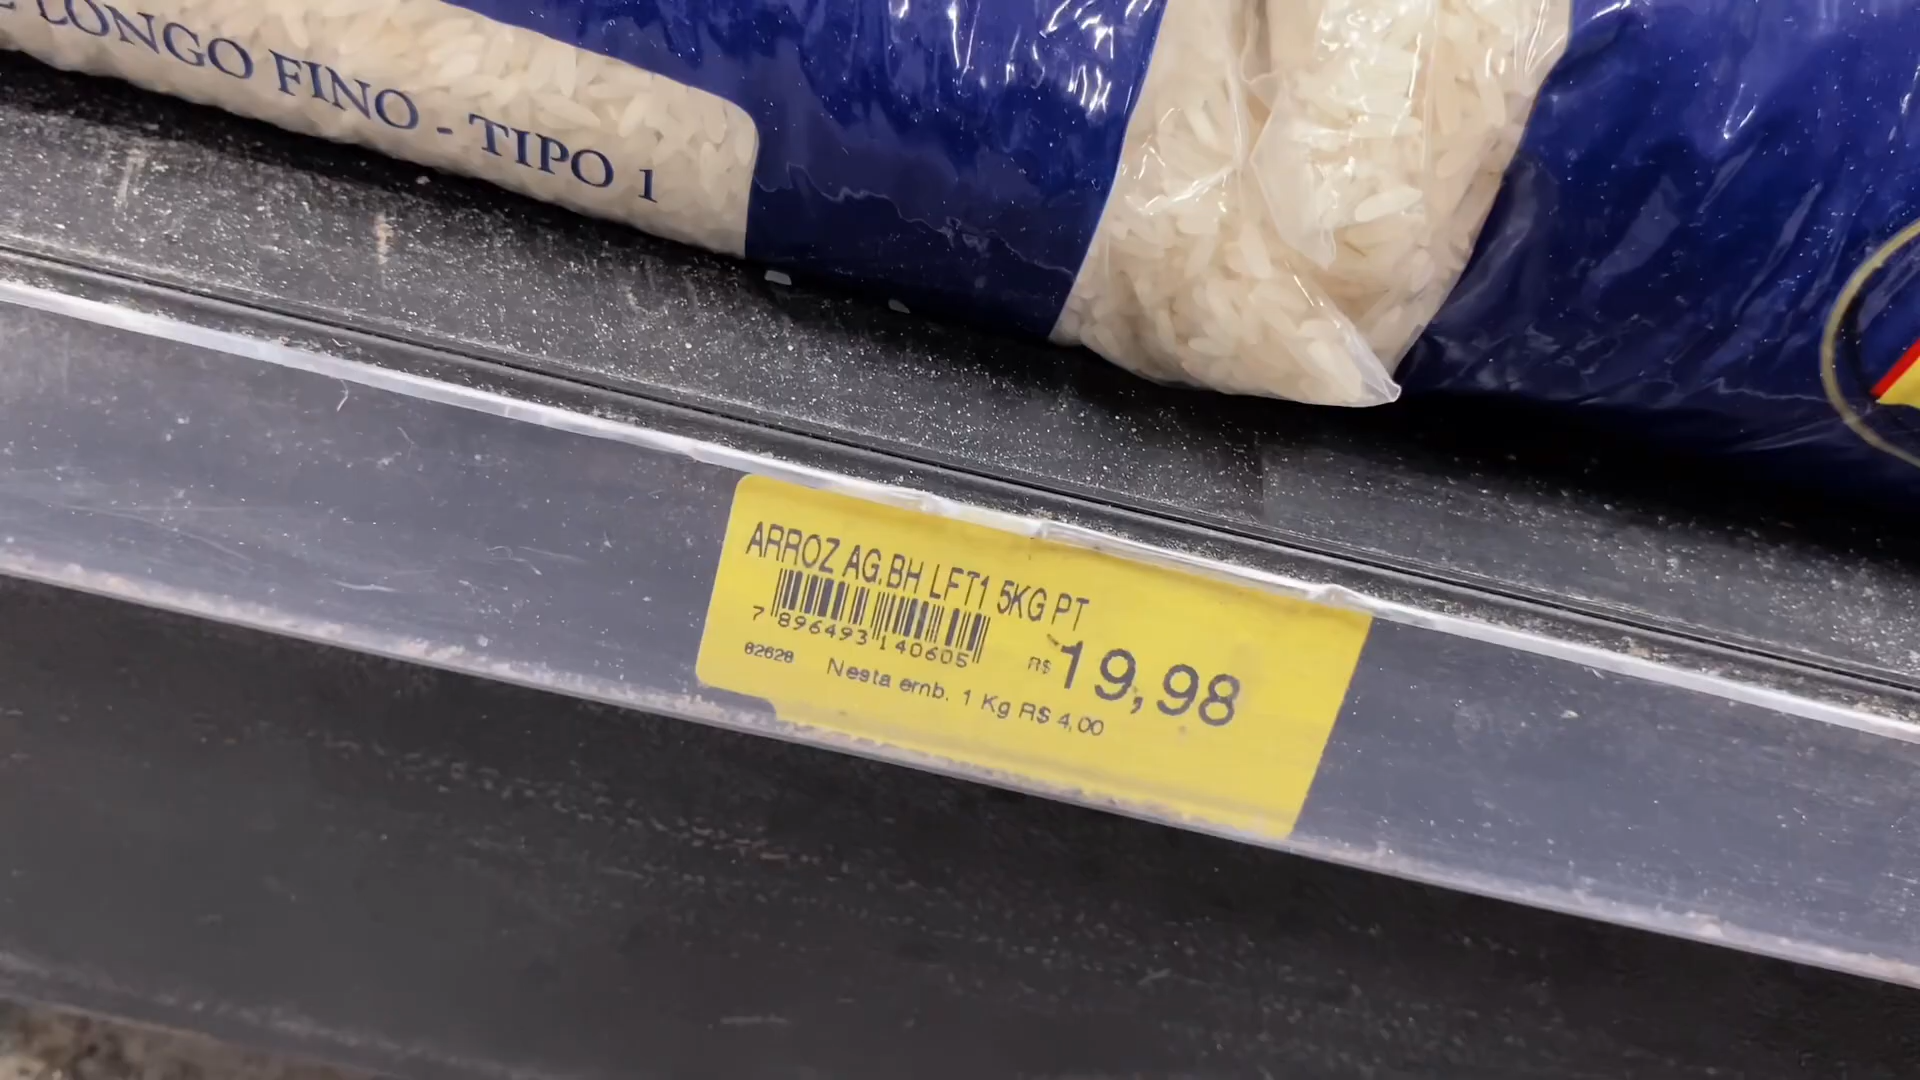 LONGO FINO - TIPO 1
ARROZ AG.BH LFT1 5KG PT
7 896493 140605
R$ 19,98
82628
Nesta emb. 1 Kg R$ 4,00